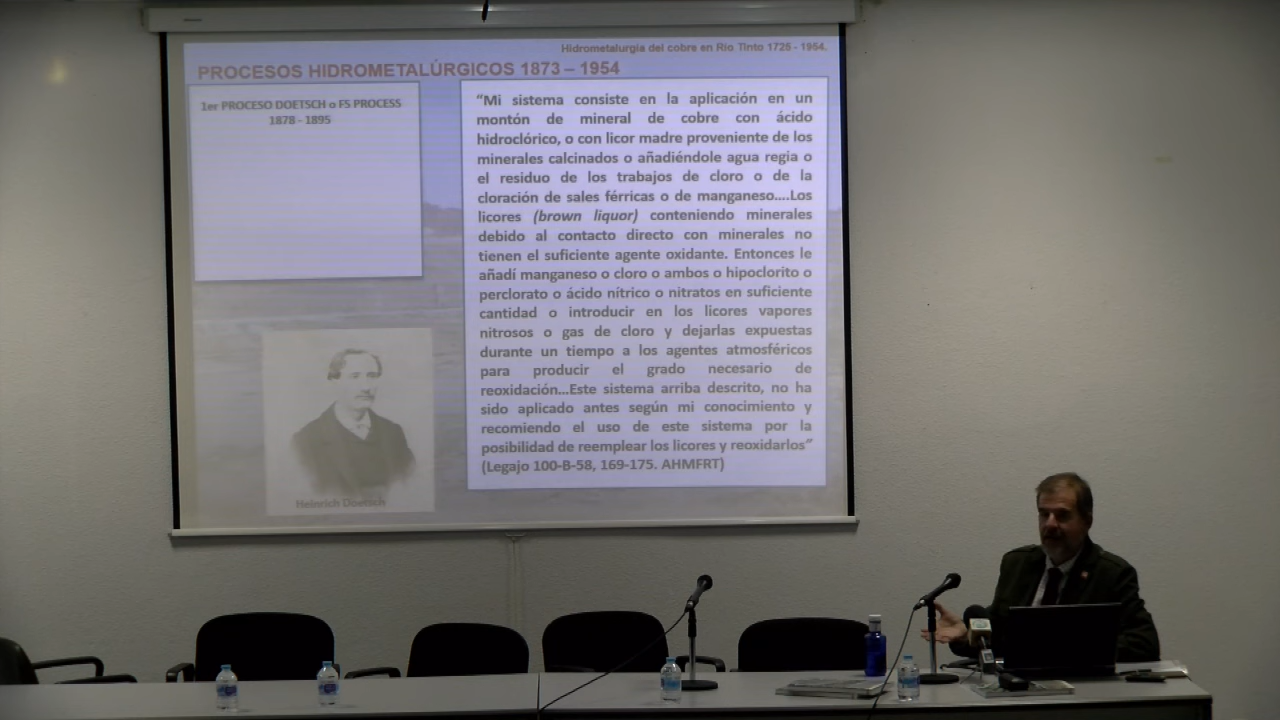 Hidrometalurgia del cobre en Río Tinto 1725 - 1954.
PROCESOS HIDROMETALÚRGICOS 1873 – 1954
1er PROCESO DOETSCH o FS PROCESS
1878 - 1895
“Mi sistema consiste en la aplicación en un
montón de mineral de cobre con ácido
hidroclórico, o con licor madre proveniente de los
minerales calcinados o añadiéndole agua regia o
el residuo de los trabajos de cloro o de la
cloración de sales férricas o de manganeso....Los
licores (brown liquor) conteniendo minerales
debido al contacto directo con minerales no
tienen el suficiente agente oxidante. Entonces le
añadí manganeso o cloro o ambos o hipoclorito o
perclorato o ácido nítrico o nitratos en suficiente
cantidad o introducir en los licores vapores
nitrosos o gas de cloro y dejarlas expuestas
durante un tiempo a los agentes atmosféricos
para producir el grado necesario de
reoxidación...Este sistema arriba descrito, no ha
sido aplicado antes según mi conocimiento y
recomiendo el uso de este sistema por la
posibilidad de reemplear los licores y reoxidarlos”
(Legajo 100-B-58, 169-175. AHMFRT)
Heinrich Doetsch